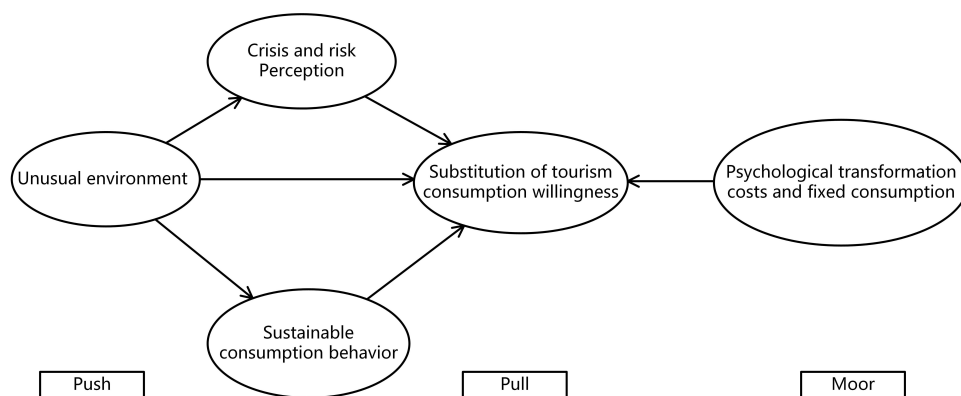 Crisis and risk
Perception
Unusual environment
Substitution of tourism
consumption willingness
Psychological transformation
costs and fixed consumption
Sustainable
consumption behavior
Push
Pull
Moor